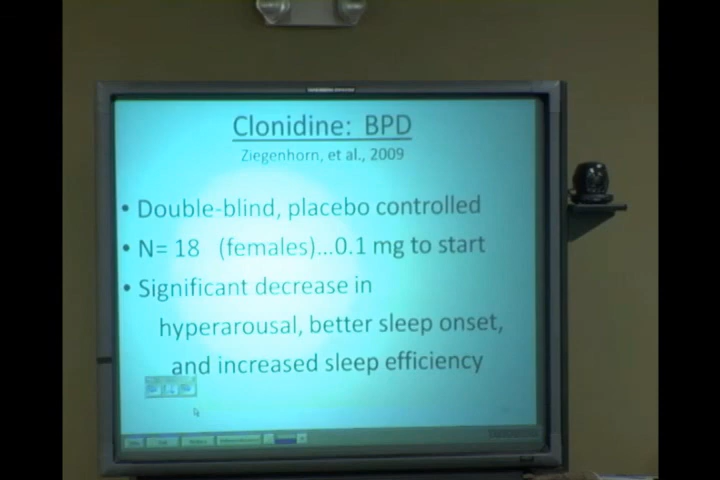 Clonidine: BPD
Ziegenhorn, et al., 2009
• Double-blind, placebo controlled
• N= 18 (females)...0.1 mg to start
• Significant decrease in
hyperarousal, better sleep onset,
and increased sleep efficiency